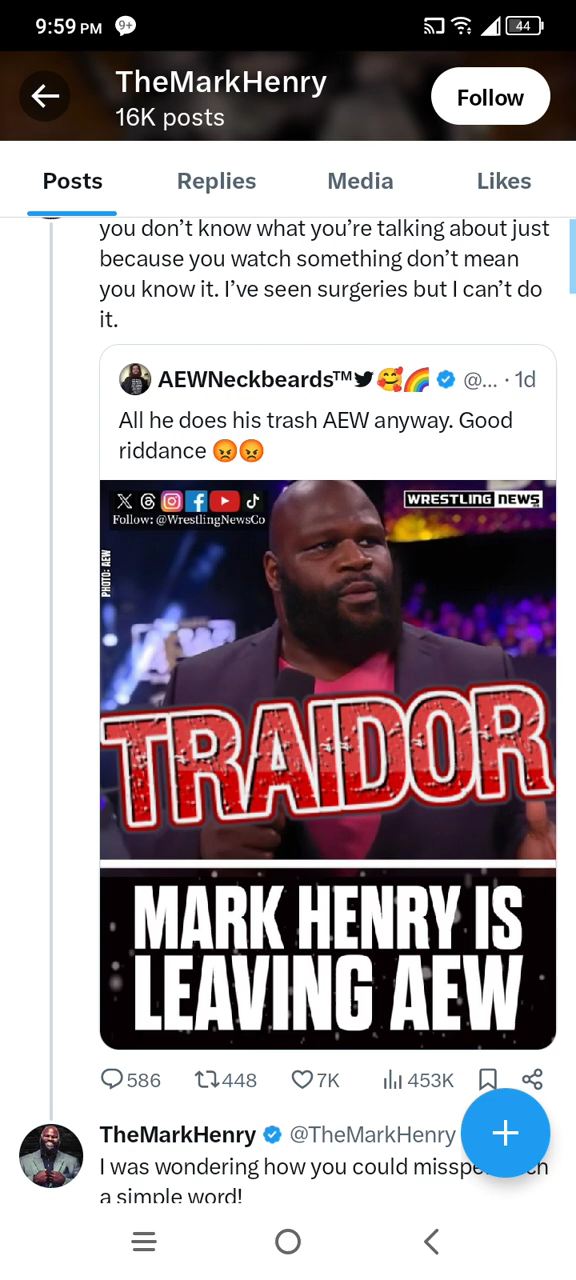 9:59 PM 9+ 44
TheMarkHenry
16K posts
Follow
Posts Replies Media Likes
you don't know what you're talking about just
because you watch something don't mean
you know it. I've seen surgeries but I can't do
it.
AEWNeckbeards™🐦🥰🌈 @... · 1d
All he does his trash AEW anyway. Good
riddance 😡😡
WRESTLING NEWS
Follow: @WrestlingNewsCo
PHOTO: AEW
TRAIDOR
MARK HENRY IS
LEAVING AEW
586 448 7K 453K
TheMarkHenry @TheMarkHenry
I was wondering how you could
a simple word!